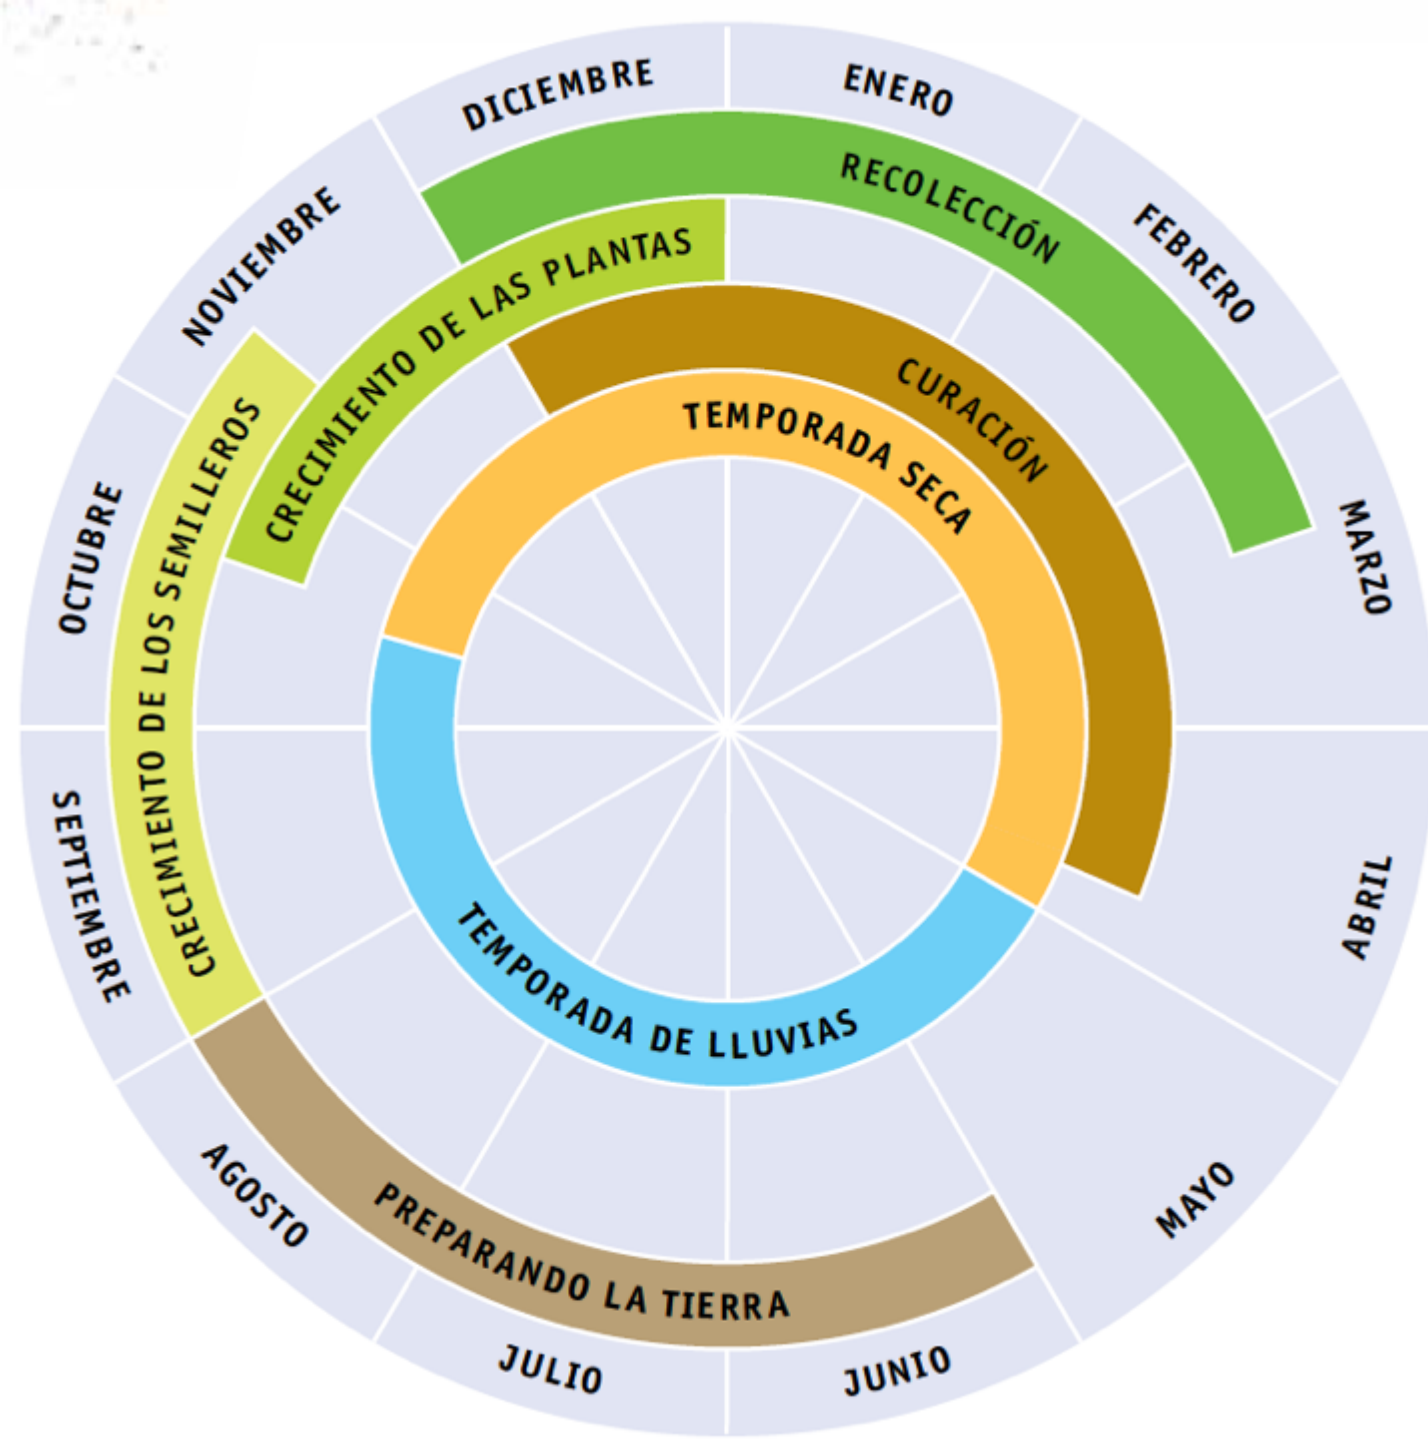 ENERO
FEBRERO
MARZO
ABRIL
MAYO
JUNIO
JULIO
AGOSTO
SEPTIEMBRE
OCTUBRE
NOVIEMBRE
DICIEMBRE
RECOLECCIÓN
CRECIMIENTO DE LAS PLANTAS
CRECIMIENTO DE LOS SEMILLEROS
CURACIÓN
TEMPORADA SECA
TEMPORADA DE LLUVIAS
PREPARANDO LA TIERRA